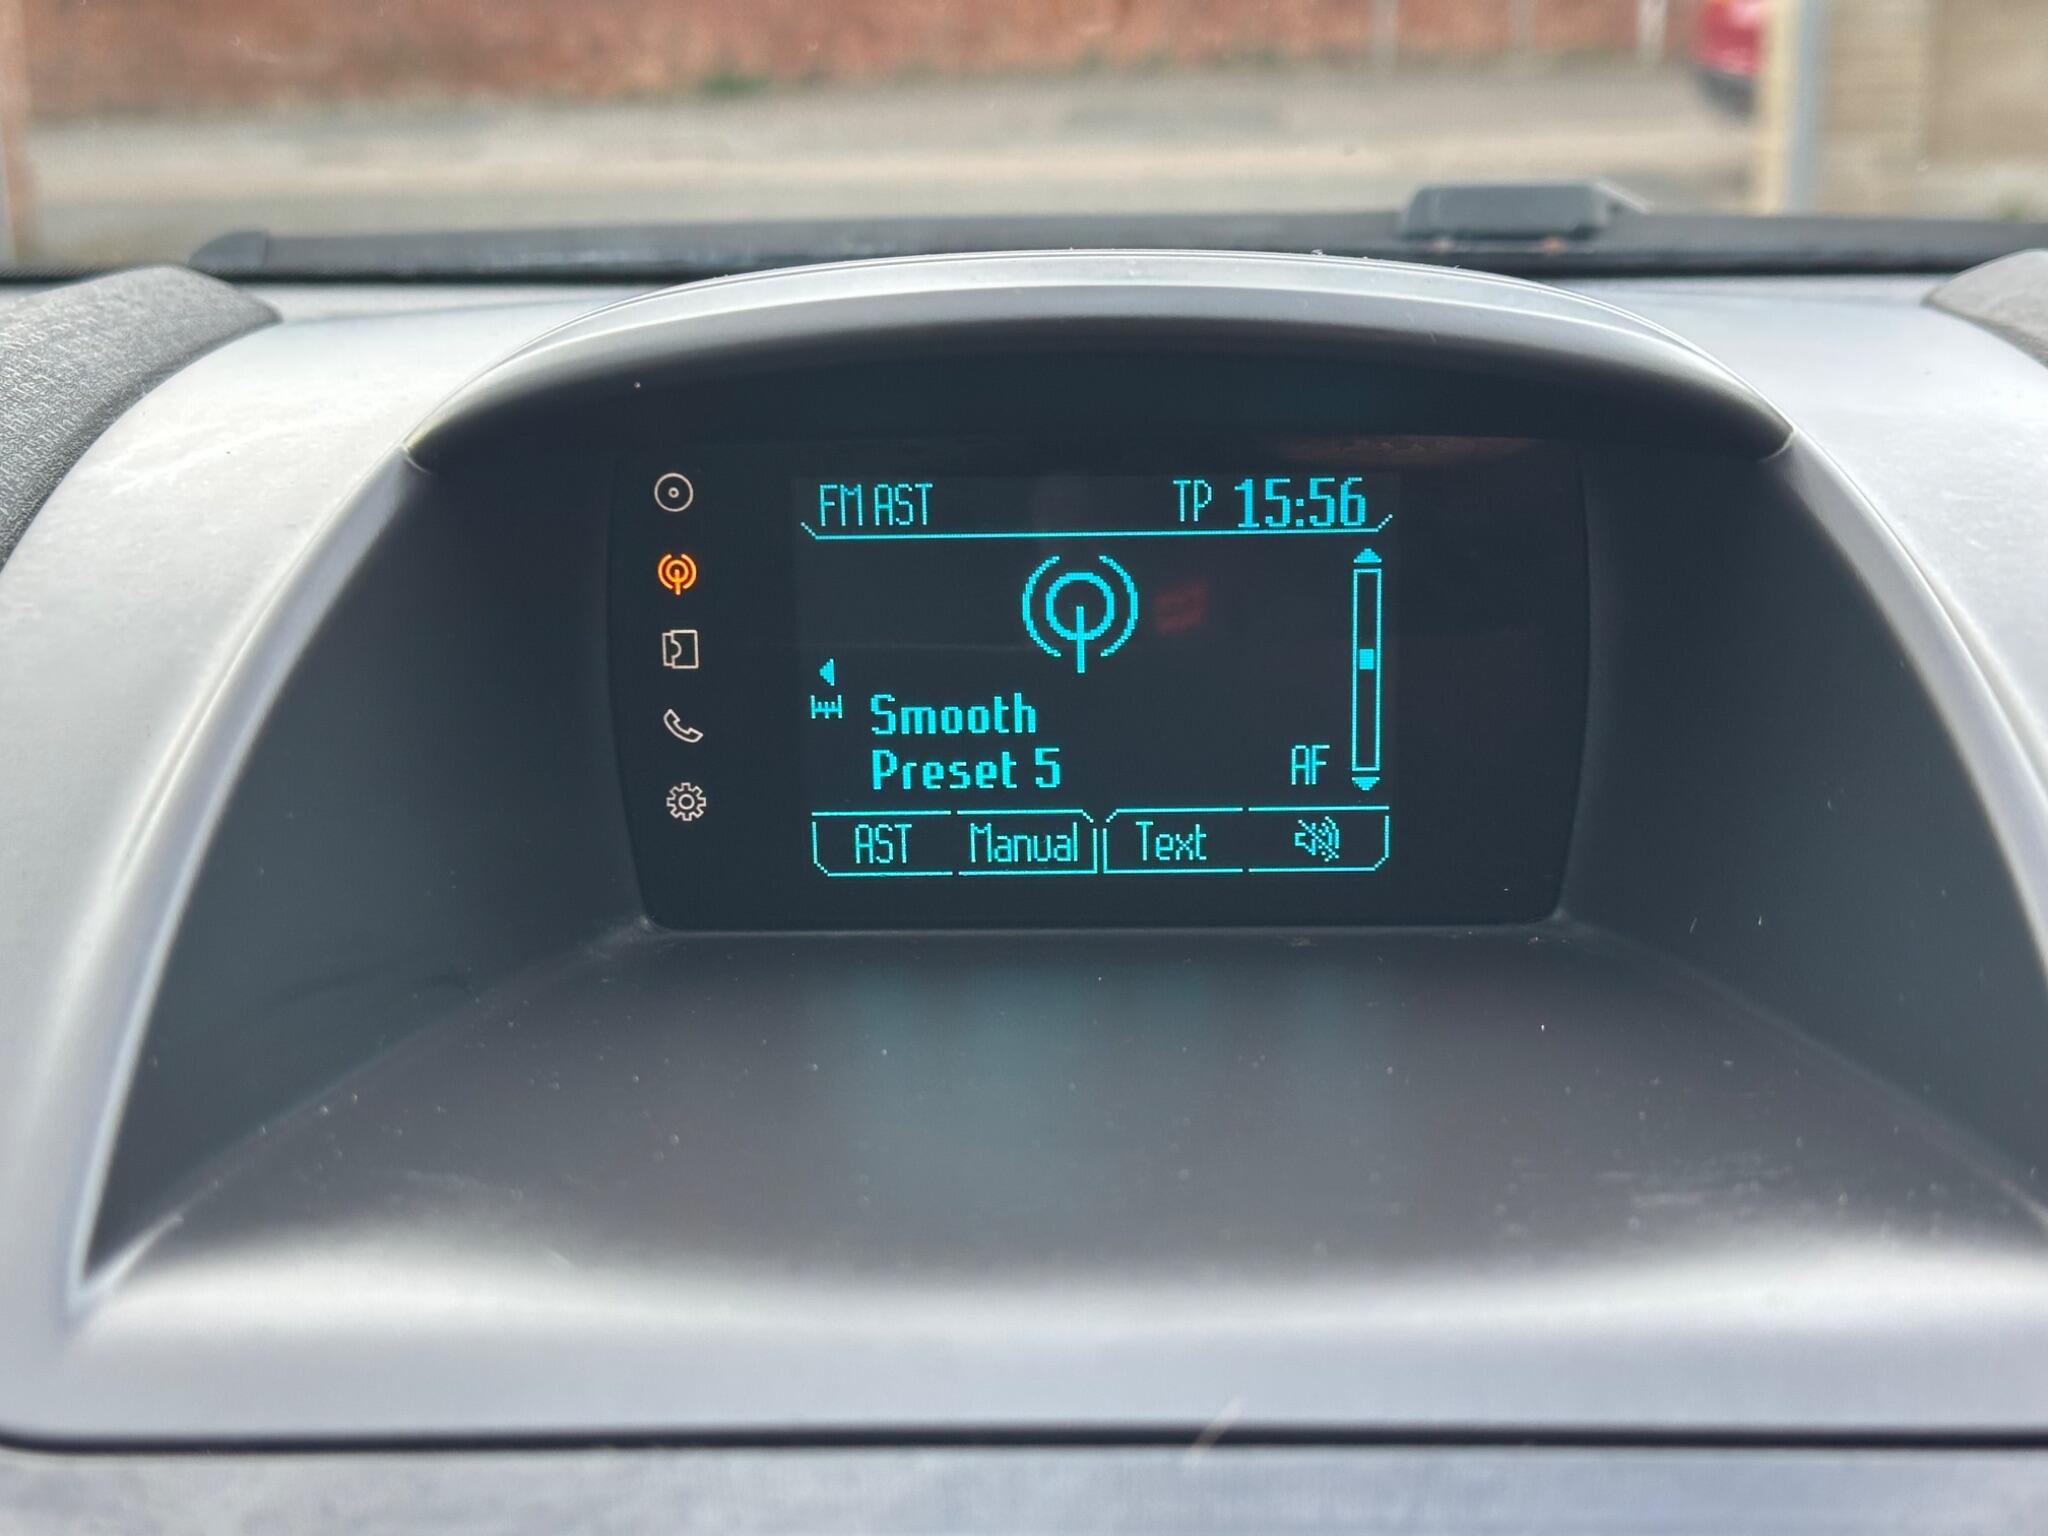 FM AST TP 15:56
Smooth
Preset 5 AF
AST Manual Text